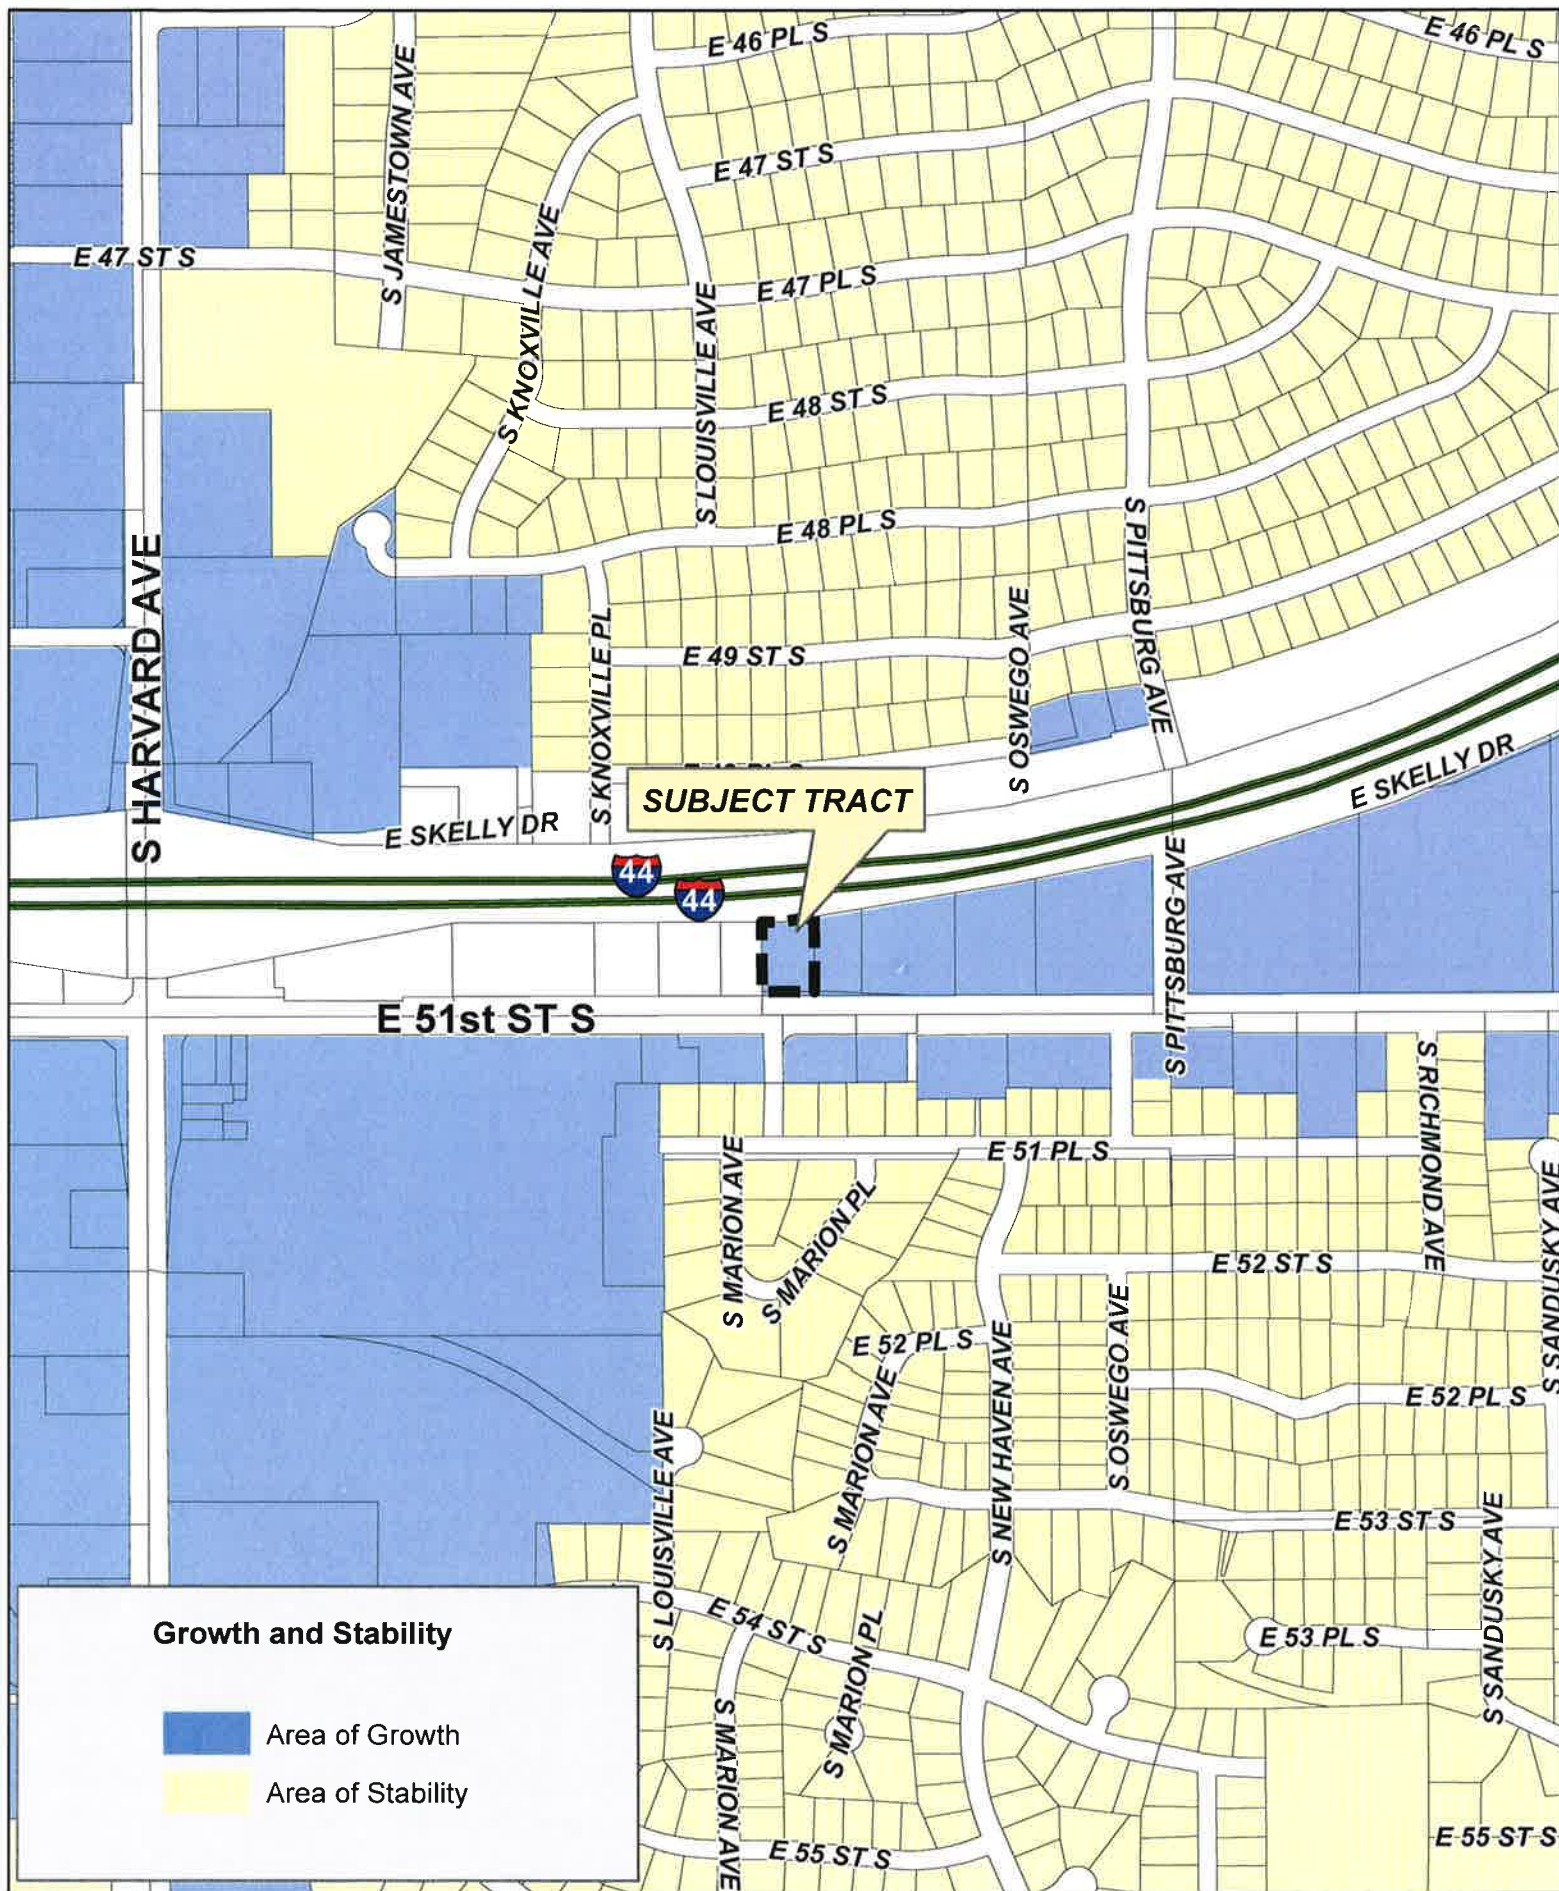 E 46 PL S
E 46 PL S
S JAMESTOWN AVE
E 47 ST S
S KNOXVILLE AVE
E 47 ST S
E 47 PL S
S LOUISVILLE AVE
E 48 ST S
E 48 PL S
S PITTSBURG AVE
S HARVARD AVE
S KNOXVILLE PL
E 49 ST S
S OSWEGO AVE
SUBJECT TRACT
E SKELLY DR
E SKELLY DR
44
44
S PITTSBURG AVE
E 51st ST S
S RICHMOND AVE
E 51 PL S
S MARION AVE
S MARION PL
S SANDUSKY AVE
E 52 ST S
S OSWEGO AVE
E 52 PL S
S NEW HAVEN AVE
S MARION AVE
E 52 PL S
S LOUISVILLE AVE
E 53 ST S
S SANDUSKY AVE
E 54 ST S
S MARION PL
E 53 PL S
S MARION AVE
E 55 ST S
E 55 ST S
Growth and Stability
Area of Growth
Area of Stability